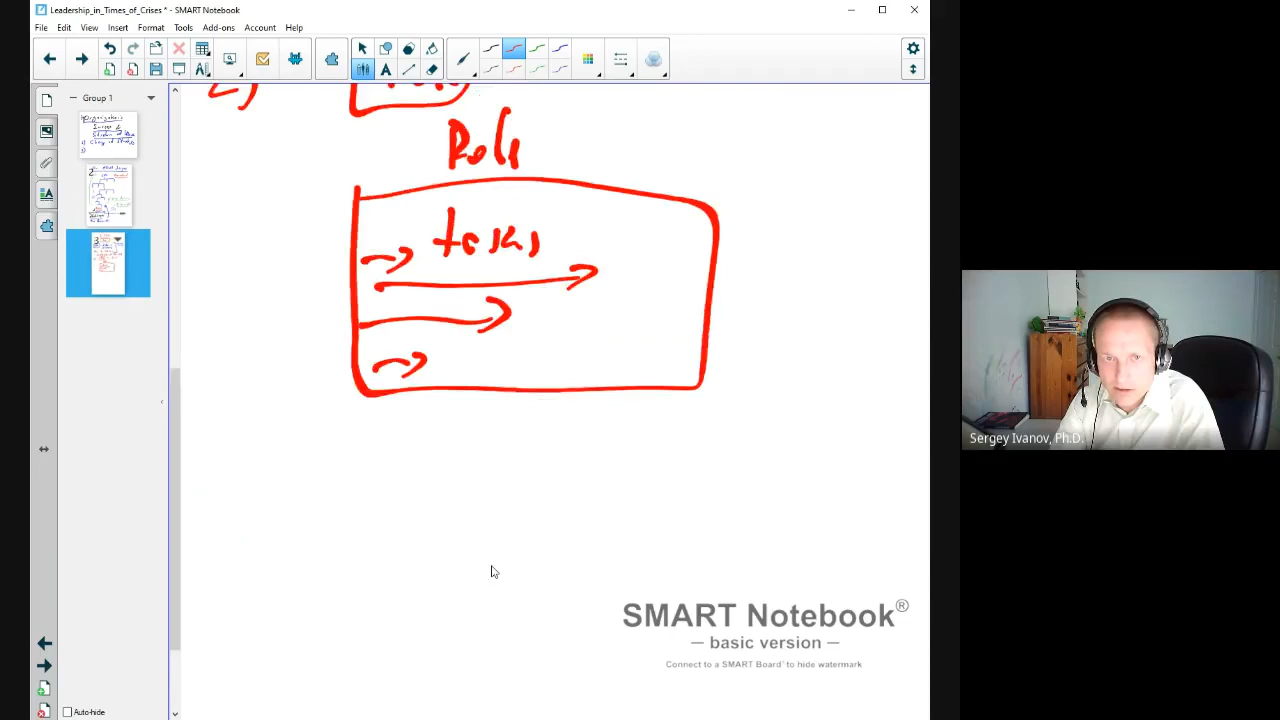 Leadership_in_Times_of_Crises * - SMART Notebook
File Edit View Insert Format Tools Add-ons Account Help
Group 1
2)
Role
tasks
Sergey Ivanov, Ph.D.
SMART Notebook®
— basic version —
Connect to a SMART Board® to hide watermark
Auto-hide